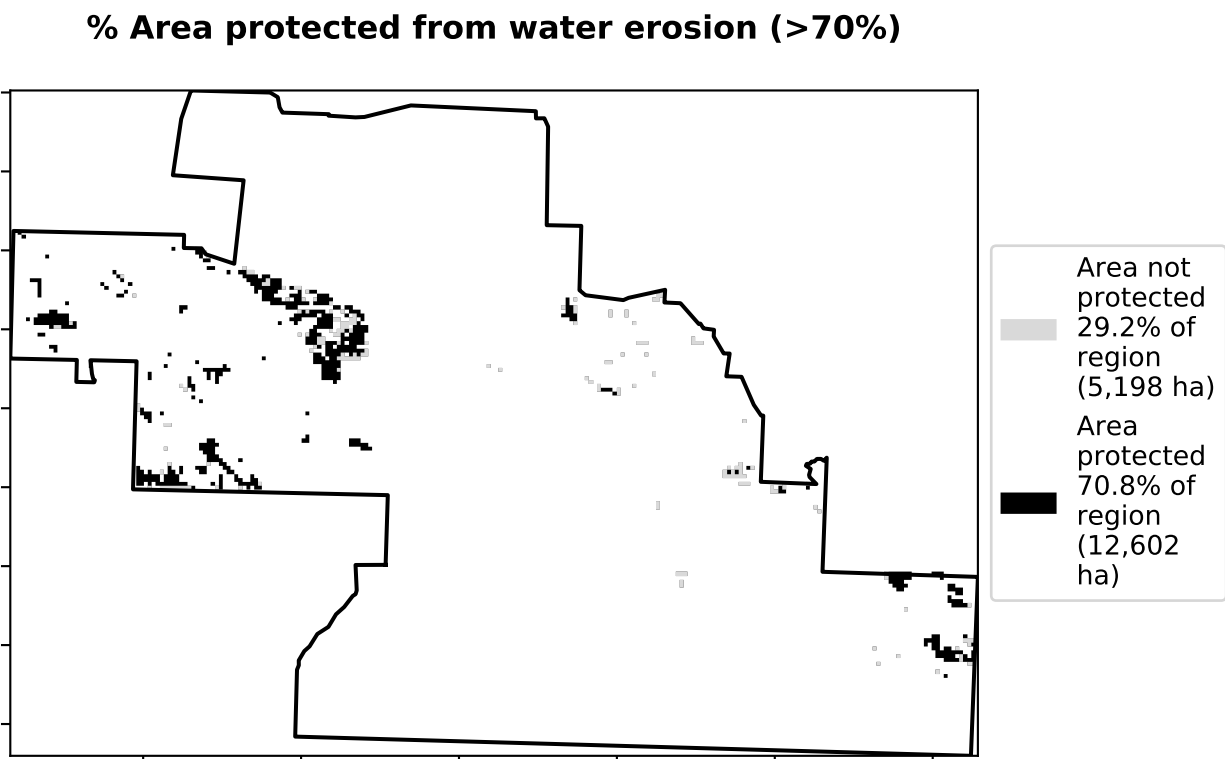 % Area protected from water erosion (>70%)
Area not
protected
29.2% of
region
(5,198 ha)
Area
protected
70.8% of
region
(12,602
ha)